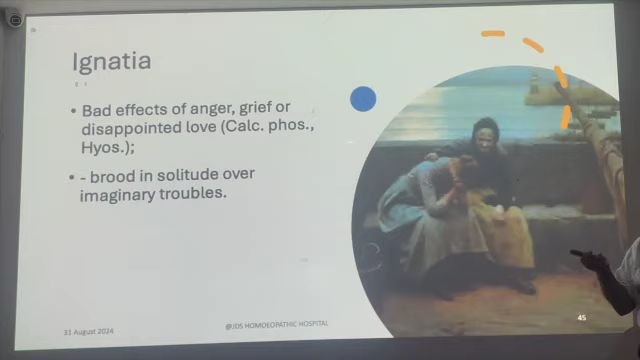 Ignatia
• Bad effects of anger, grief or
disappointed love (Calc. phos.,
Hyos.);
• - brood in solitude over
imaginary troubles.
31 August 2024
@JDS HOMOEOPATHIC HOSPITAL
45